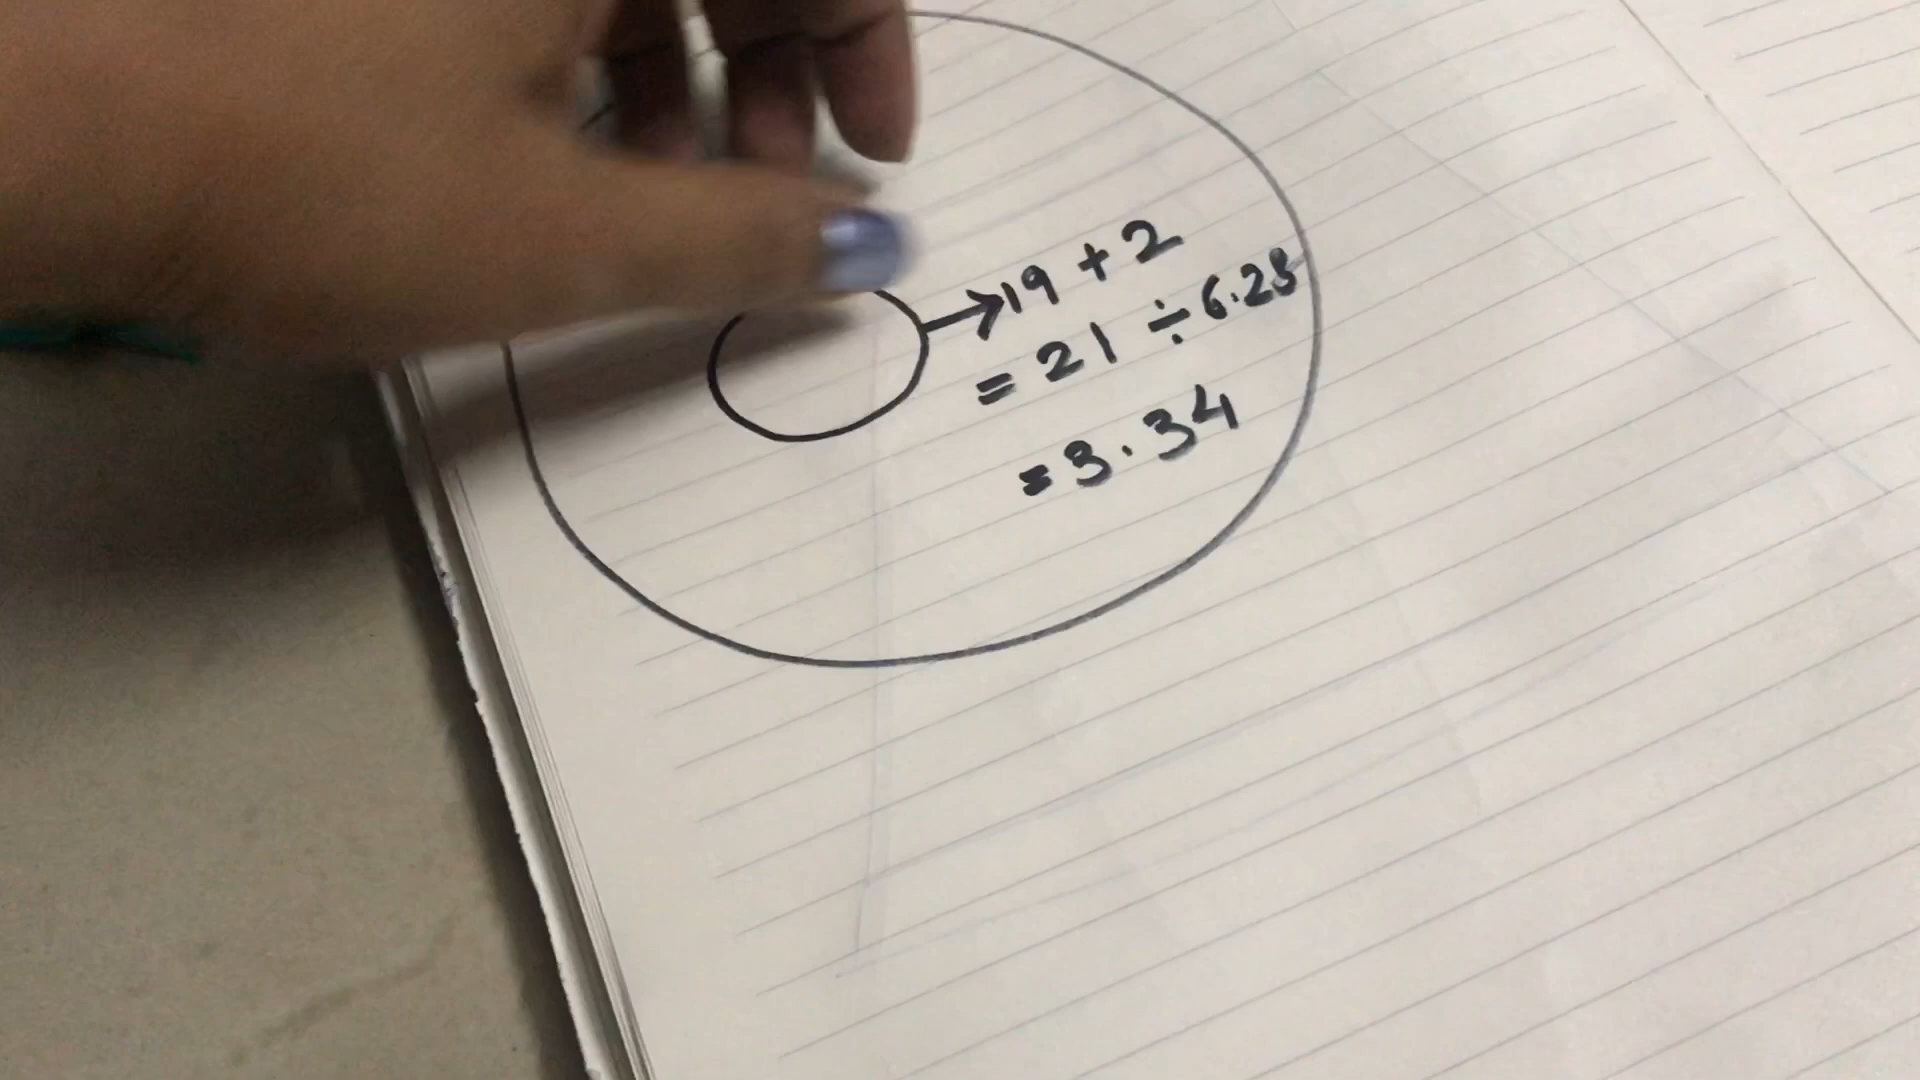 →19 + 2
= 21 ÷ 6.28
= 3.34